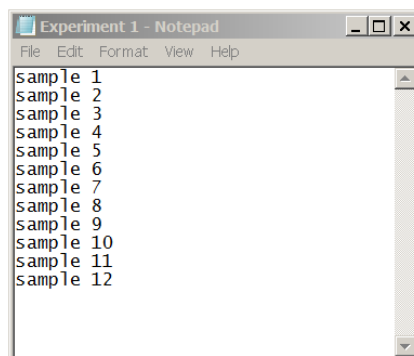 Experiment 1 - Notepad
File Edit Format View Help
sample 1
sample 2
sample 3
sample 4
sample 5
sample 6
sample 7
sample 8
sample 9
sample 10
sample 11
sample 12